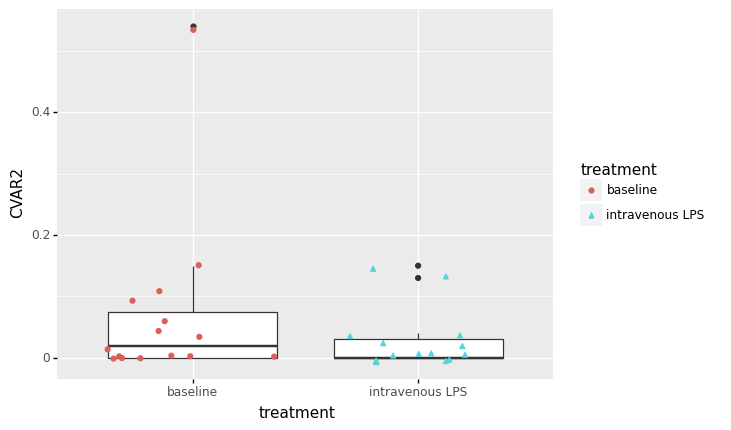 CVAR2
0.4
0.2
0
baseline
intravenous LPS
treatment
treatment
baseline
intravenous LPS